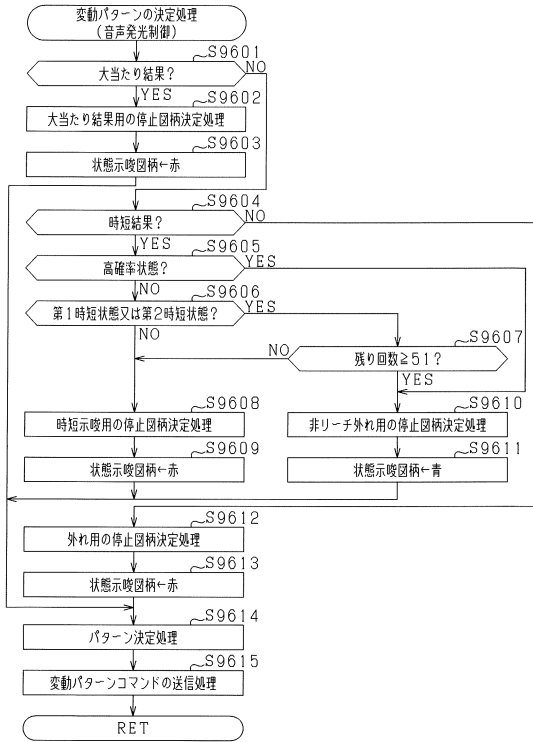 変動パターンの決定処理
(音声発光制御)
S9601
大当たり結果?
NO
YES
S9602
大当たり結果用の停止図柄決定処理
S9603
状態示唆図柄←赤
S9604
時短結果?
NO
YES
S9605
高確率状態?
YES
NO
S9606
第1時短状態又は第2時短状態?
YES
NO
S9607
残り回数≧51?
NO
YES
S9608
時短示唆用の停止図柄決定処理
S9609
状態示唆図柄←赤
S9610
非リーチ外れ用の停止図柄決定処理
S9611
状態示唆図柄←青
S9612
外れ用の停止図柄決定処理
S9613
状態示唆図柄←赤
S9614
パターン決定処理
S9615
変動パターンコマンドの送信処理
RET